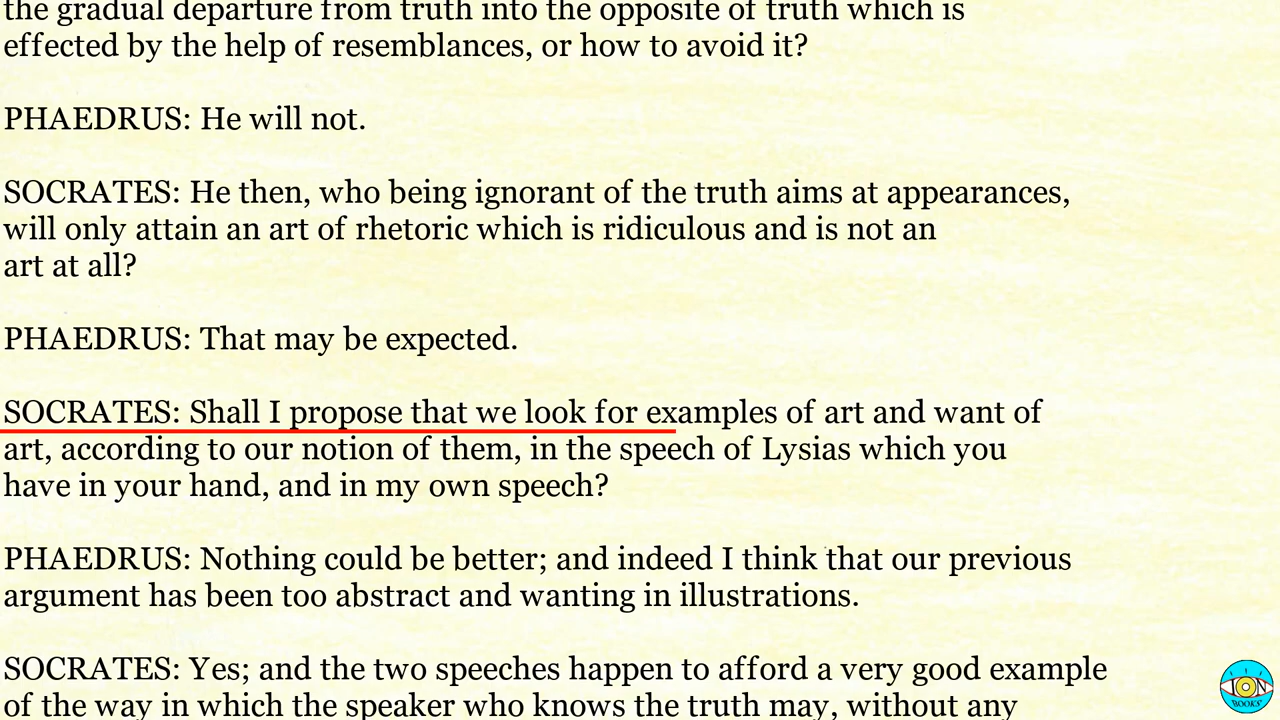 the gradual departure from truth into the opposite of truth which is
effected by the help of resemblances, or how to avoid it?
PHAEDRUS: He will not.
SOCRATES: He then, who being ignorant of the truth aims at appearances,
will only attain an art of rhetoric which is ridiculous and is not an
art at all?
PHAEDRUS: That may be expected.
SOCRATES: Shall I propose that we look for examples of art and want of
art, according to our notion of them, in the speech of Lysias which you
have in your hand, and in my own speech?
PHAEDRUS: Nothing could be better; and indeed I think that our previous
argument has been too abstract and wanting in illustrations.
SOCRATES: Yes; and the two speeches happen to afford a very good example
of the way in which the speaker who knows the truth may, without any
ION
BOOKS